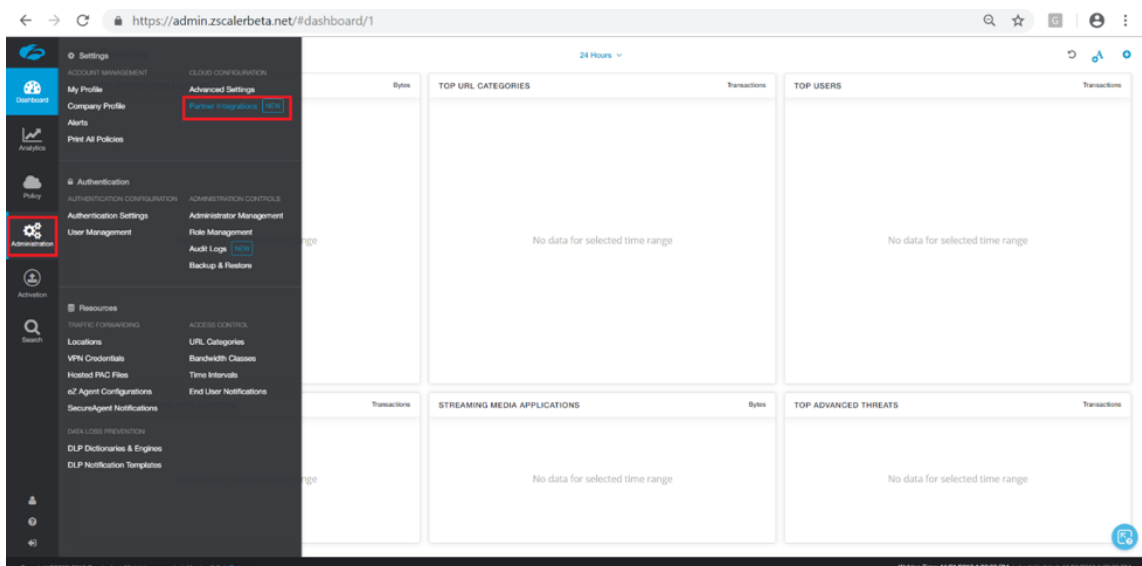 https://admin.zscalerbeta.net/#dashboard/1
G
Dashboard
Analytics
Policy
Administration
Activation
Search
Settings
ACCOUNT MANAGEMENT
My Profile
Company Profile
Alerts
Print All Policies
CLOUD CONFIGURATION
Advanced Settings
Partner Integrations NEW
Authentication
AUTHENTICATION CONFIGURATION
Authentication Settings
User Management
ADMINISTRATION CONTROLS
Administrator Management
Role Management
Audit Logs NEW
Backup & Restore
Resources
TRAFFIC FORWARDING
Locations
VPN Credentials
Hosted PAC Files
eZ Agent Configurations
SecureAgent Notifications
ACCESS CONTROL
URL Categories
Bandwidth Classes
Time Intervals
End User Notifications
DATA LOSS PREVENTION
DLP Dictionaries & Engines
DLP Notification Templates
24 Hours
Bytes
TOP URL CATEGORIES Transactions
TOP USERS Transactions
nge
No data for selected time range
No data for selected time range
Transactions
STREAMING MEDIA APPLICATIONS Bytes
TOP ADVANCED THREATS Transactions
nge
No data for selected time range
No data for selected time range